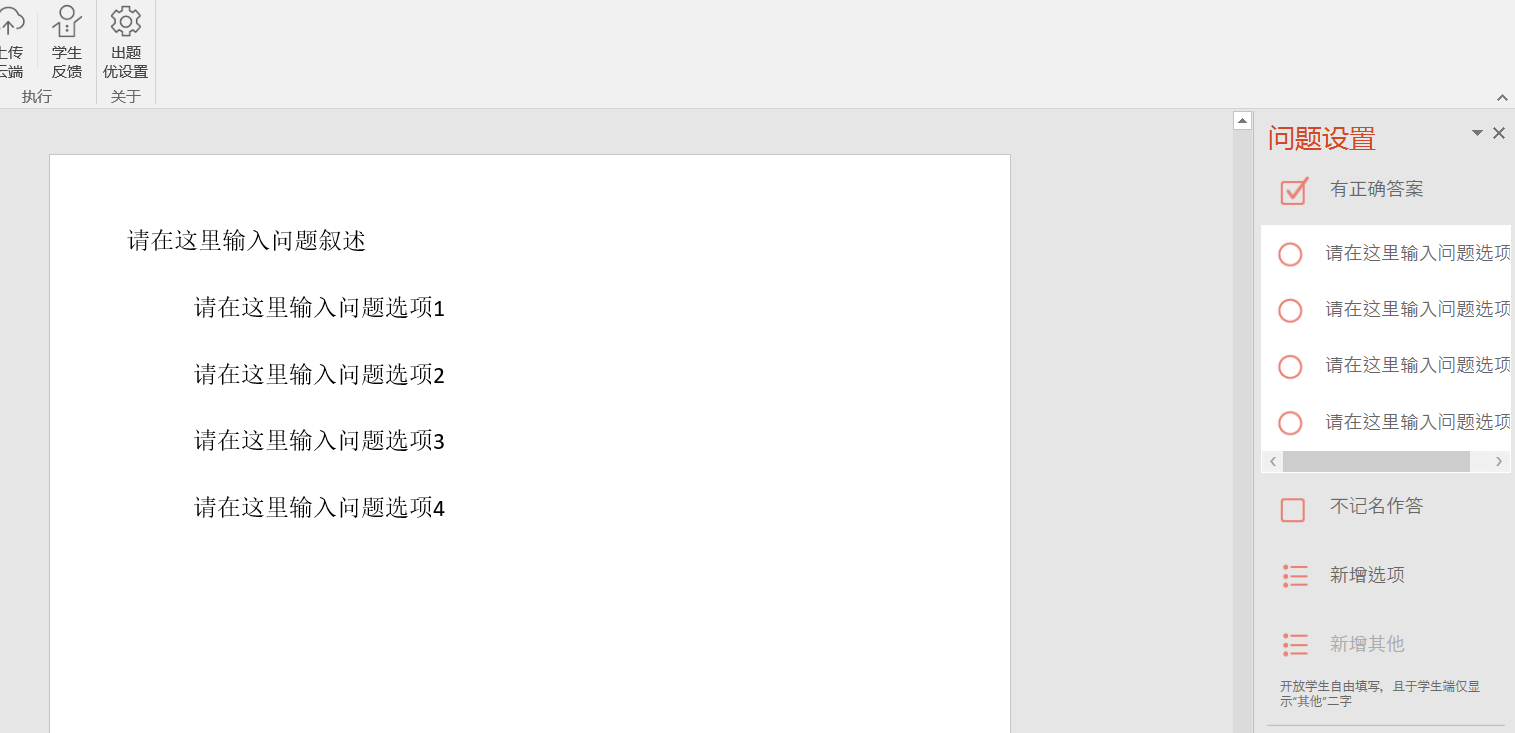 上传
云端
学生
反馈
出题
优设置
执行
关于
请在这里输入问题叙述
请在这里输入问题选项1
请在这里输入问题选项2
请在这里输入问题选项3
请在这里输入问题选项4
问题设置
有正确答案
请在这里输入问题选项
请在这里输入问题选项
请在这里输入问题选项
请在这里输入问题选项
不记名作答
新增选项
新增其他
开放学生自由填写，且于学生端仅显
示"其他"二字